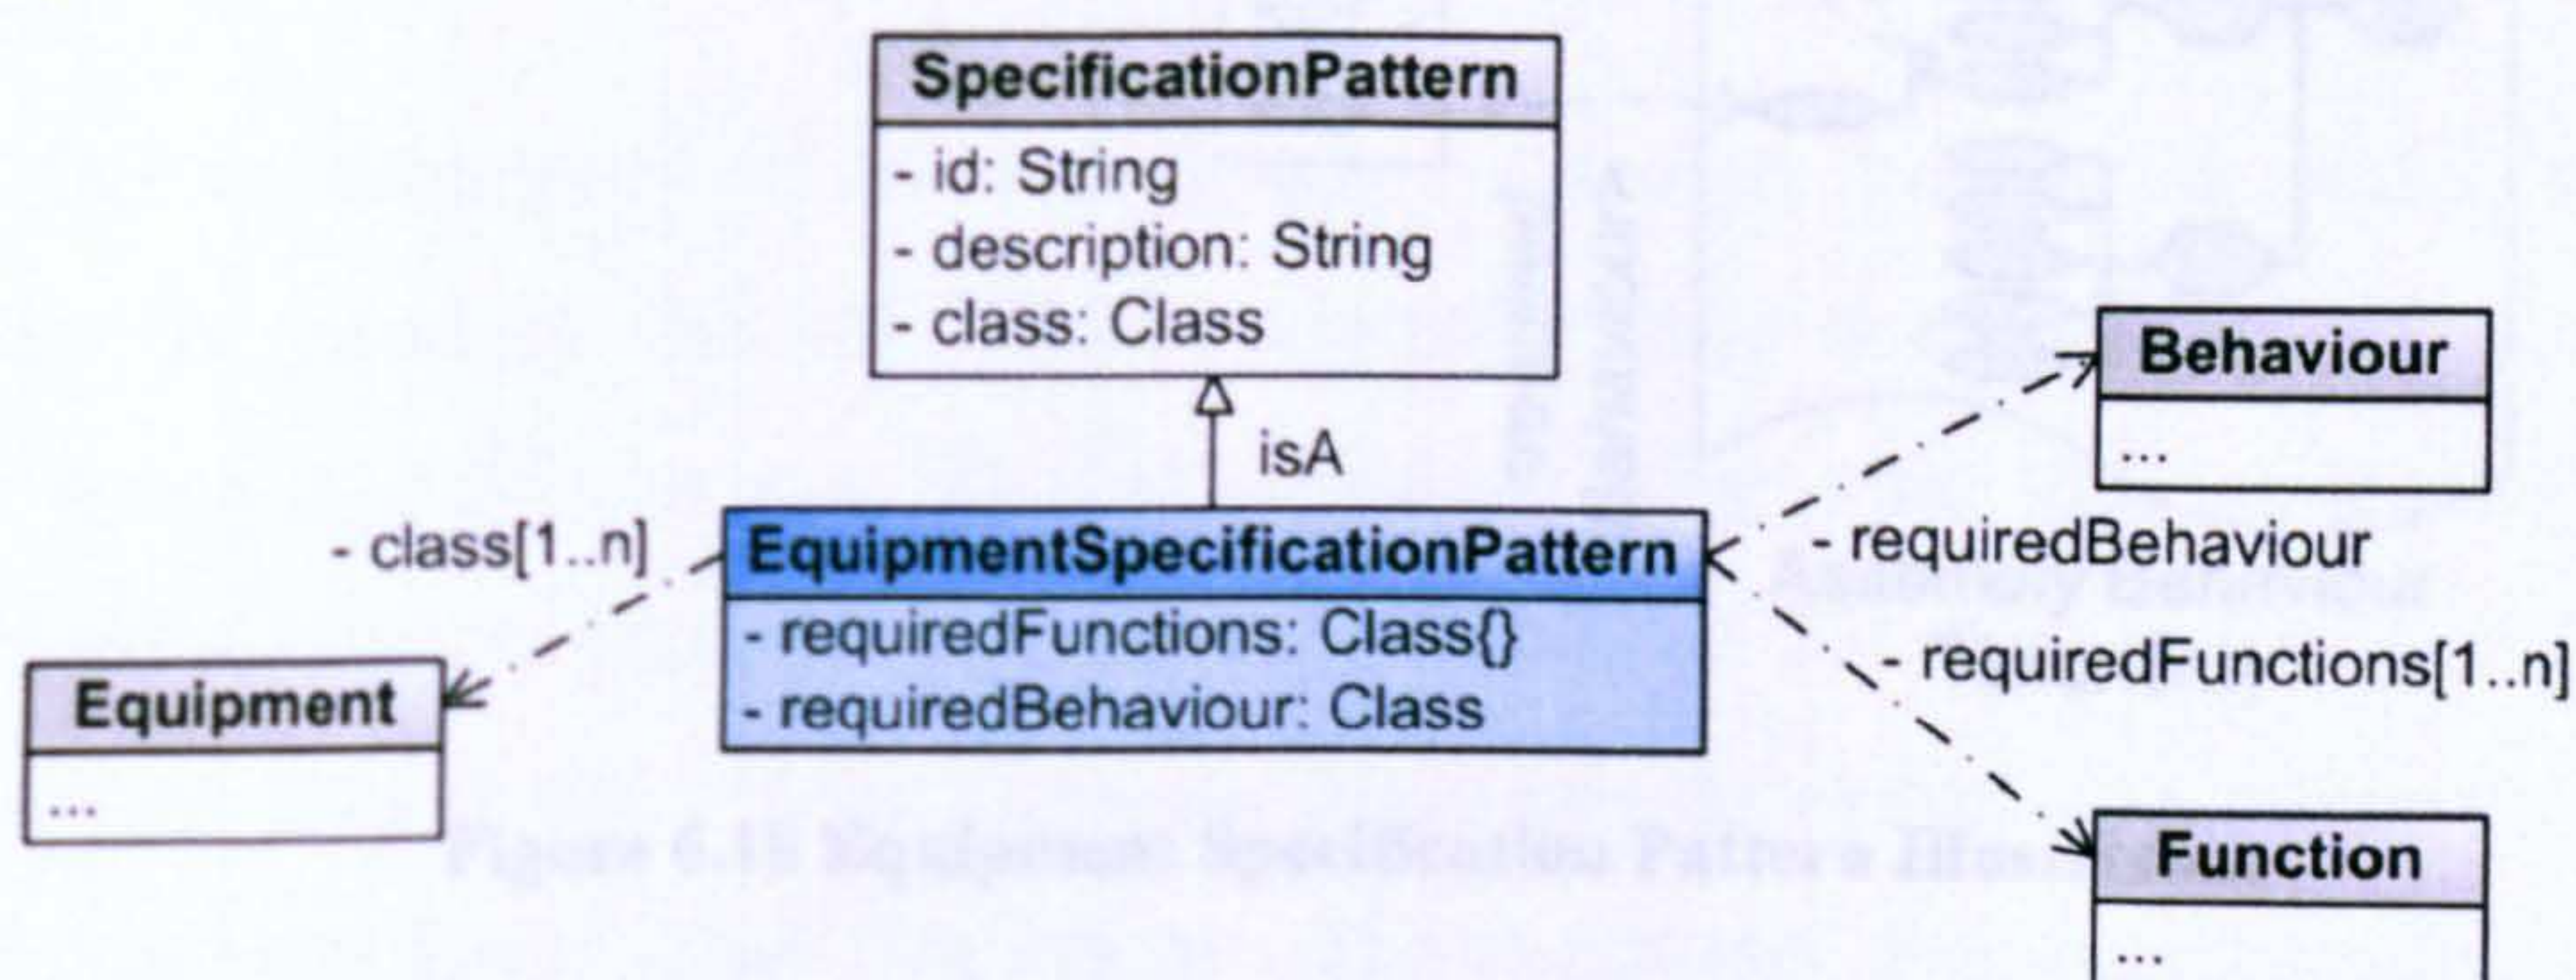 SpecificationPattern
- id: String
- description: String
- class: Class
isA
Behaviour
...
- class[1..n]
EquipmentSpecificationPattern
- requiredFunctions: Class{}
- requiredBehaviour: Class
- requiredBehaviour
- requiredFunctions[1..n]
Equipment
...
Function
...